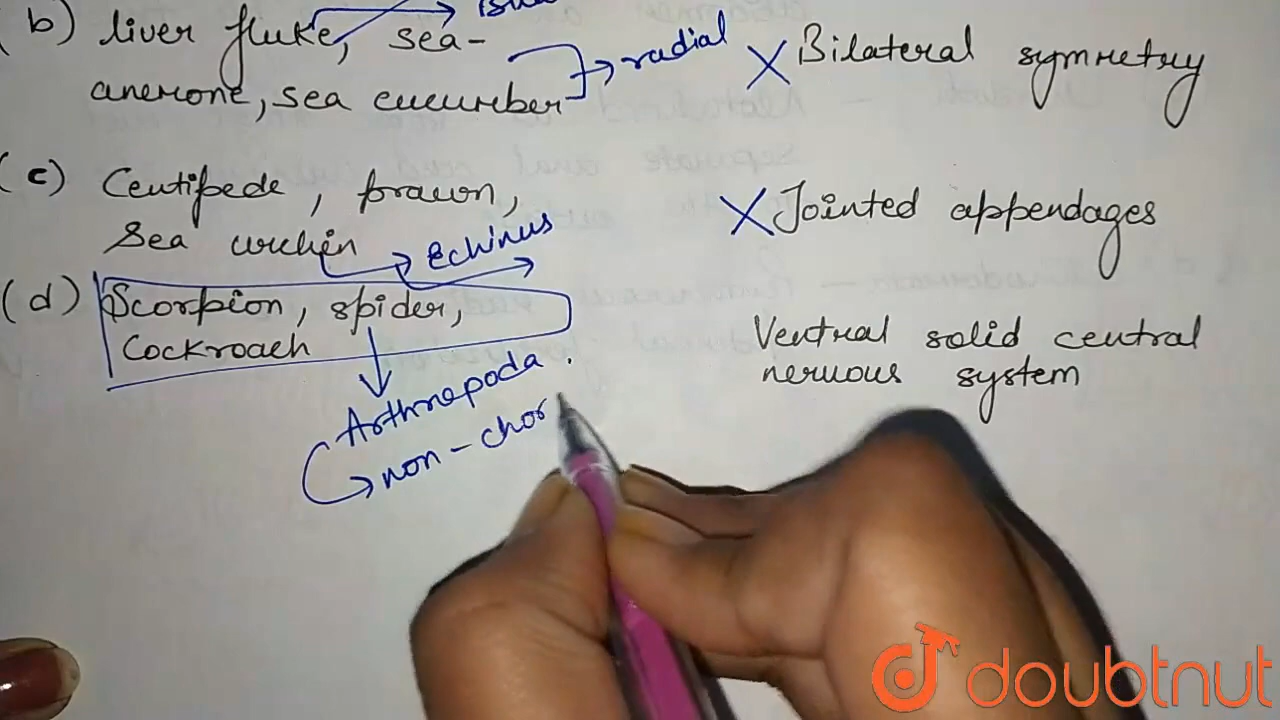 (b) liver fluke, sea-
anemone, sea cucumber
radial
X Bilateral symmetry
(c) Centipede, prawn,
Sea urchin
Echinus
X Jointed appendages
(d) Scorpion, spider,
Cockroach
Ventral solid central
nervous system
Arthropoda.
non-chor
doubtnut